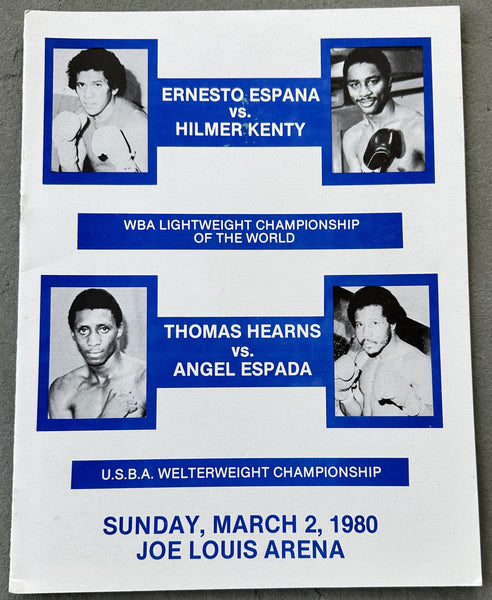 ERNESTO ESPANA
vs.
HILMER KENTY
WBA LIGHTWEIGHT CHAMPIONSHIP
OF THE WORLD
THOMAS HEARNS
vs.
ANGEL ESPADA
U.S.B.A. WELTERWEIGHT CHAMPIONSHIP
SUNDAY, MARCH 2, 1980
JOE LOUIS ARENA